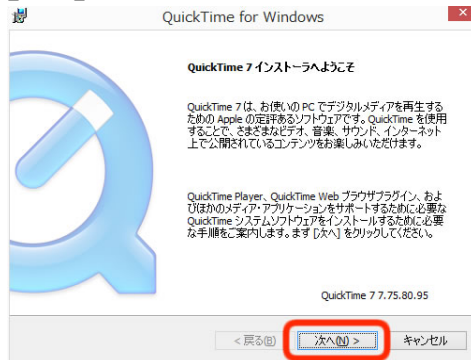 QuickTime for Windows
QuickTime 7 インストーラへようこそ
QuickTime 7 は、お使いの PC でデジタルメディアを再生する
ための Apple の定評あるソフトウェアです。QuickTime を使用
することで、さまざまなビデオ、音楽、サウンド、インターネット
上で公開されているコンテンツをお楽しみいただけます。
QuickTime Player、QuickTime Web ブラウザプラグイン、およ
びほかのメディア・アプリケーションをサポートするために必要な
QuickTime システムソフトウェアをインストールするために必要
な手順をご案内します。まず [次へ] をクリックしてください。
QuickTime 7 7.75.80.95
< 戻る(B) 次へ(N) > キャンセル